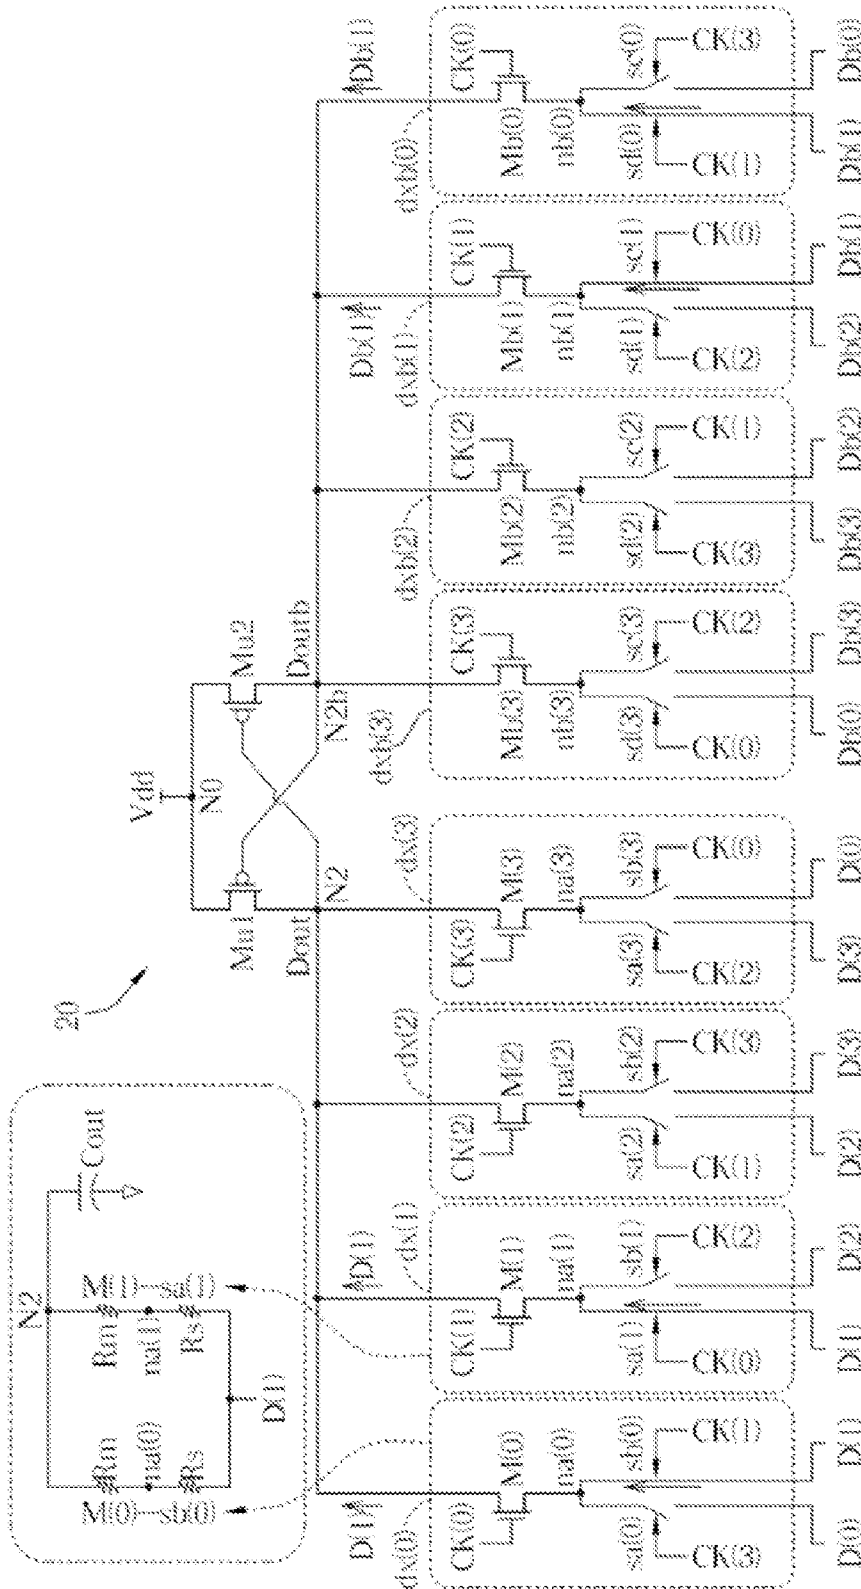 20
N2
Cout
M(0)
sb(0)
Rm
na(0)
Rs
Rm
na(1)
Rs
M(1)
sa(1)
D(1)
Vdd
N0
Mu1
Mu2
Dout
N2
N2b
Doutb
D(1)
D(1)
Db(1)
Db(1)
dx(0)
CK(0)
M(0)
na(0)
sa(0)
sb(0)
CK(3)
CK(1)
D(0)
D(1)
dx(1)
CK(1)
M(1)
na(1)
sa(1)
sb(1)
CK(0)
CK(2)
D(1)
D(2)
dx(2)
CK(2)
M(2)
na(2)
sa(2)
sb(2)
CK(1)
CK(3)
D(2)
D(3)
dx(3)
CK(3)
M(3)
na(3)
sa(3)
sb(3)
CK(2)
CK(0)
D(3)
D(0)
dxb(3)
CK(3)
Mb(3)
nb(3)
sd(3)
sc(3)
CK(0)
CK(2)
Db(0)
Db(3)
dxb(2)
CK(2)
Mb(2)
nb(2)
sd(2)
sc(2)
CK(3)
CK(1)
Db(3)
Db(2)
dxb(1)
CK(1)
Mb(1)
nb(1)
sd(1)
sc(1)
CK(2)
CK(0)
Db(2)
Db(1)
dxb(0)
CK(0)
Mb(0)
nb(0)
sd(0)
sc(0)
CK(1)
CK(3)
Db(1)
Db(0)